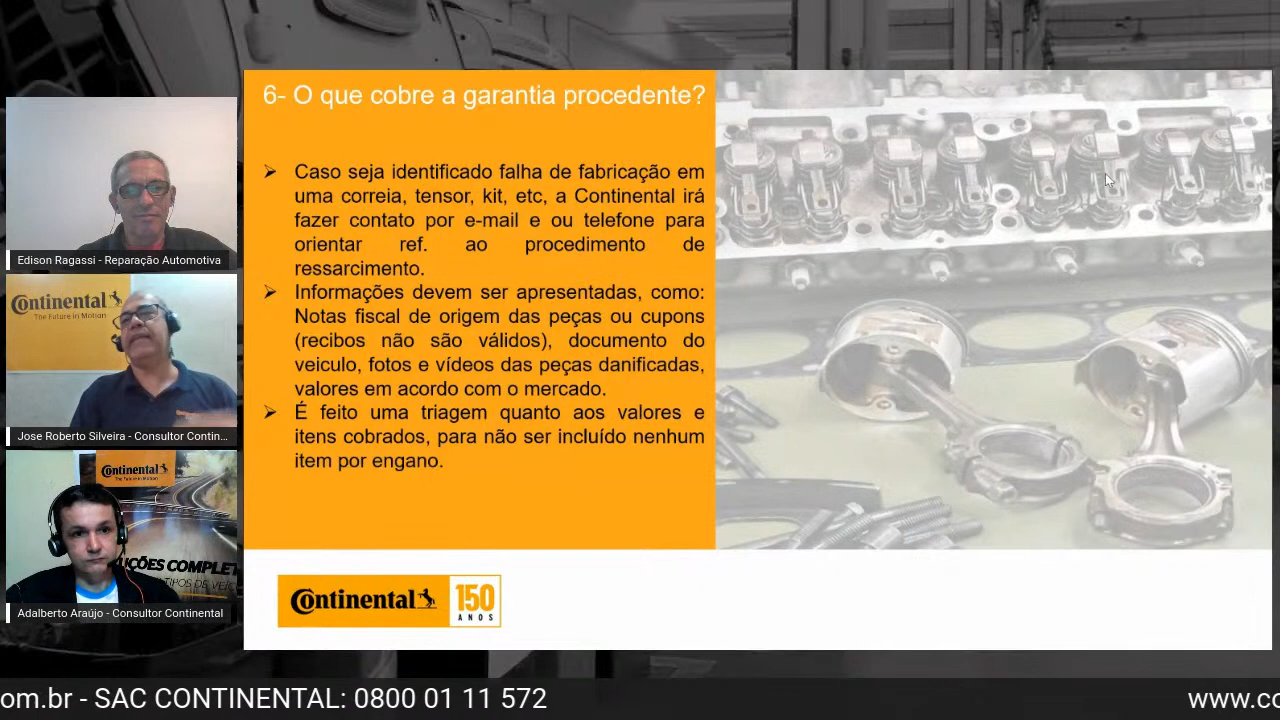 6- O que cobre a garantia procedente?
➢ Caso seja identificado falha de fabricação em
uma correia, tensor, kit, etc, a Continental irá
fazer contato por e-mail e ou telefone para
orientar ref. ao procedimento de
ressarcimento.
➢ Informações devem ser apresentadas, como:
Notas fiscal de origem das peças ou cupons
(recibos não são válidos), documento do
veiculo, fotos e vídeos das peças danificadas,
valores em acordo com o mercado.
➢ É feito uma triagem quanto aos valores e
itens cobrados, para não ser incluído nenhum
item por engano.
Continental
150
ANOS
Edison Ragassi - Reparação Automotiva
Continental
The Future in Motion
Jose Roberto Silveira - Consultor Contin...
Continental
The Future in Motion
UÇÕES COMPLET
TIPOS DE VEÍC
Adalberto Araújo - Consultor Continental
om.br - SAC CONTINENTAL: 0800 01 11 572
www.co